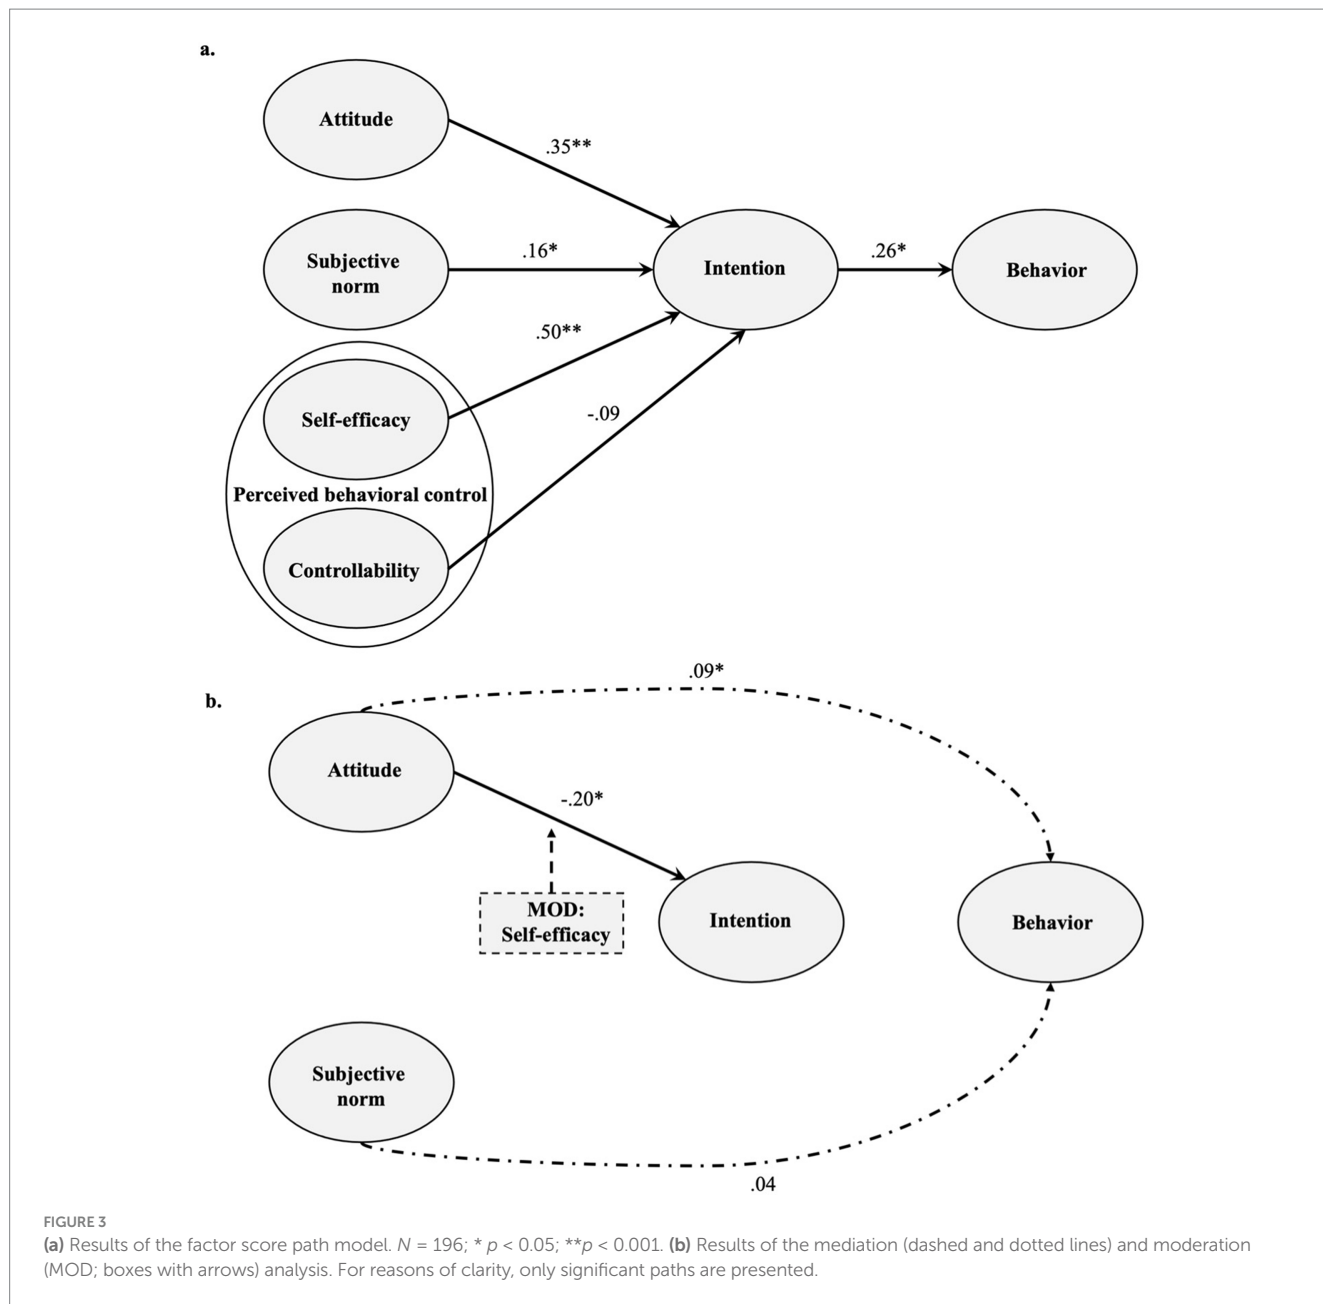 a.
Attitude
.35**
Subjective
norm
.16*
Intention
.26*
Behavior
.50**
Self-efficacy
-.09
Perceived behavioral control
Controllability
b.
.09*
Attitude
-.20*
MOD:
Self-efficacy
Intention
Behavior
Subjective
norm
.04
FIGURE 3
(a) Results of the factor score path model. N = 196; * p < 0.05; **p < 0.001. (b) Results of the mediation (dashed and dotted lines) and moderation
(MOD; boxes with arrows) analysis. For reasons of clarity, only significant paths are presented.